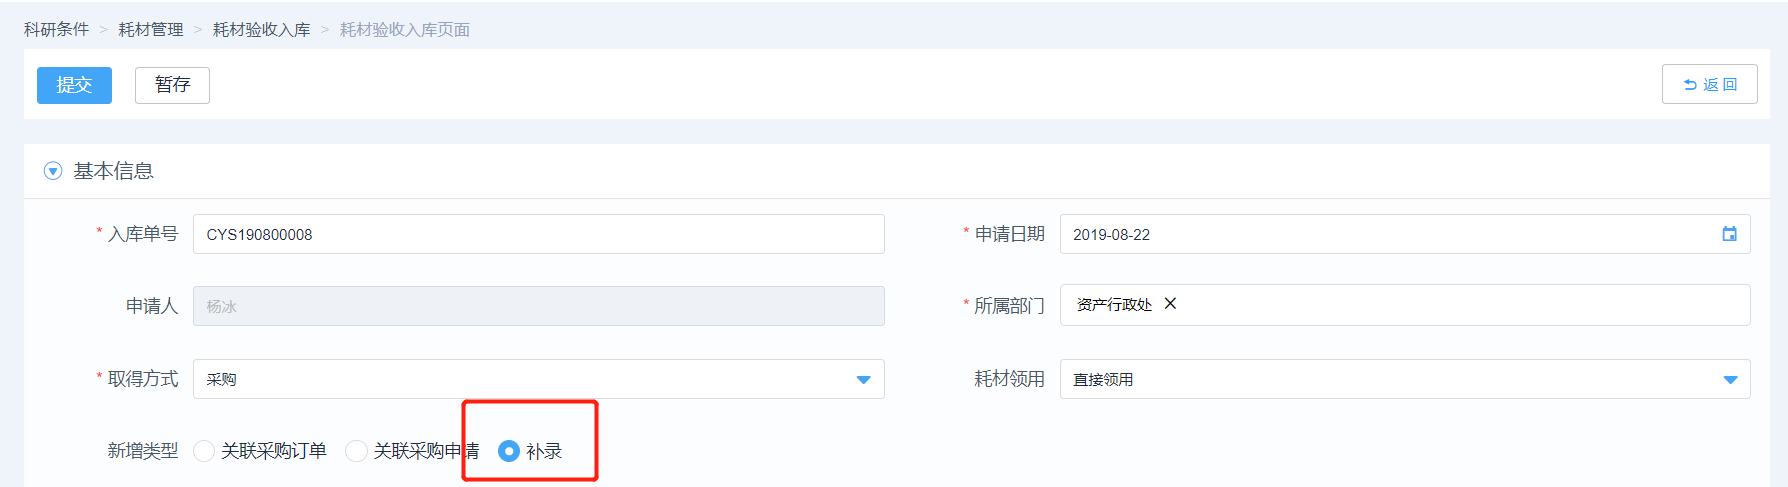 科研条件 > 耗材管理 > 耗材验收入库 > 耗材验收入库页面
提交 暂存 返回
基本信息
* 入库单号 CYS190800008 * 申请日期 2019-08-22
申请人 杨冰 * 所属部门 资产行政处 ×
* 取得方式 采购 耗材领用 直接领用
新增类型 关联采购订单 关联采购申请 补录